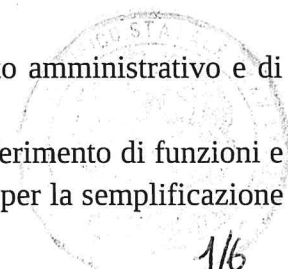 o amministrativo e di
erimento di funzioni e
per la semplificazione
1/6